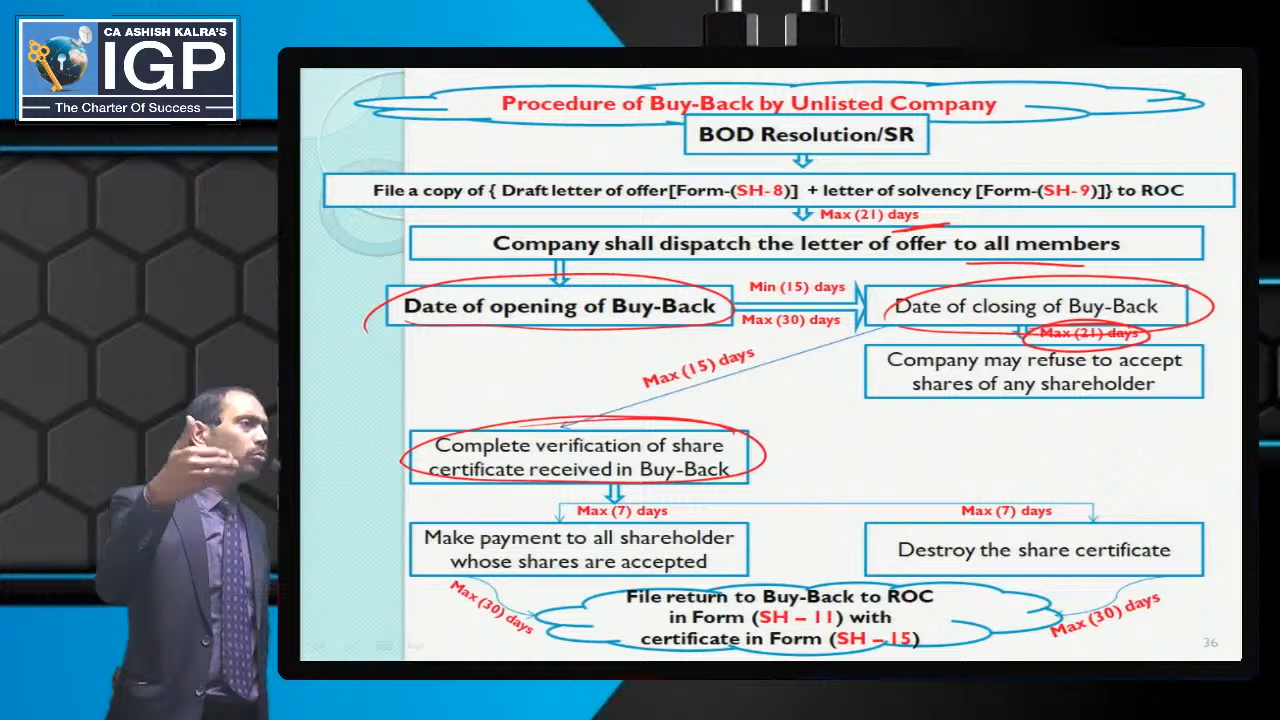 CA ASHISH KALRA'S
IGP
The Charter Of Success
Procedure of Buy-Back by Unlisted Company
BOD Resolution/SR
File a copy of { Draft letter of offer[Form-(SH- 8)] + letter of solvency [Form-(SH-9)]} to ROC
Max (21) days
Company shall dispatch the letter of offer to all members
Date of opening of Buy-Back
Min (15) days
Max (30) days
Date of closing of Buy-Back
Max (21) days
Company may refuse to accept
shares of any shareholder
Max (15) days
Complete verification of share
certificate received in Buy-Back
Max (7) days
Max (7) days
Make payment to all shareholder
whose shares are accepted
Destroy the share certificate
Max (30) days
File return to Buy-Back to ROC
in Form (SH – 11) with
certificate in Form (SH – 15)
Max (30) days
36